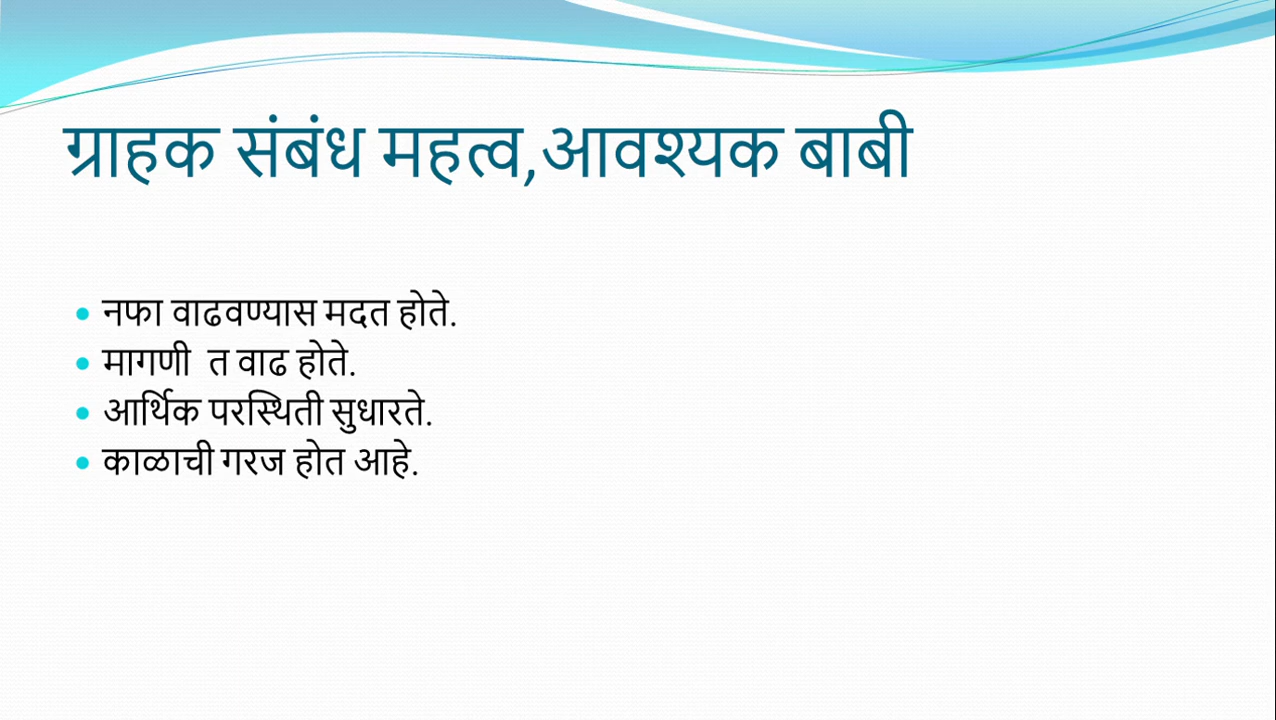 ग्राहक संबंध महत्व,आवश्यक बाबी
• नफा वाढवण्यास मदत होते.
• मागणी त वाढ होते.
• आर्थिक परस्थिती सुधारते.
• काळाची गरज होत आहे.